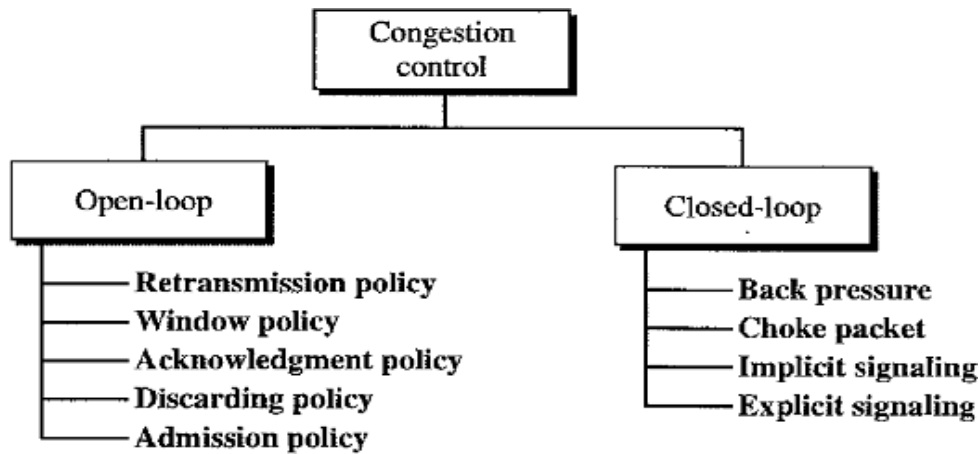 Congestion
control
Open-loop
Retransmission policy
Window policy
Acknowledgment policy
Discarding policy
Admission policy
Closed-loop
Back pressure
Choke packet
Implicit signaling
Explicit signaling